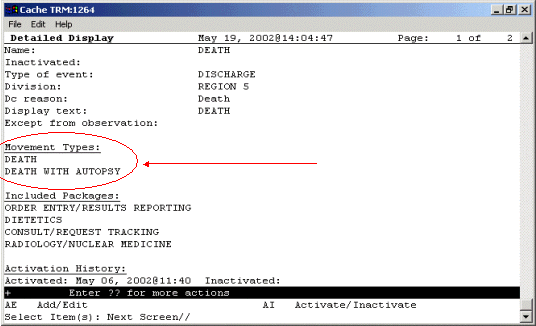 Cache TRM:1264
File Edit Help
Detailed Display May 19, 2002@14:04:47 Page: 1 of 2
Name: DEATH
Inactivated:
Type of event: DISCHARGE
Division: REGION 5
Dc reason: Death
Display text: DEATH
Except from observation:
Movement Types:
DEATH
DEATH WITH AUTOPSY
Included Packages:
ORDER ENTRY/RESULTS REPORTING
DIETETICS
CONSULT/REQUEST TRACKING
RADIOLOGY/NUCLEAR MEDICINE
Activation History:
Activated: May 06, 2002@11:40 Inactivated:
+ Enter ?? for more actions
AE Add/Edit AI Activate/Inactivate
Select Item(s): Next Screen//